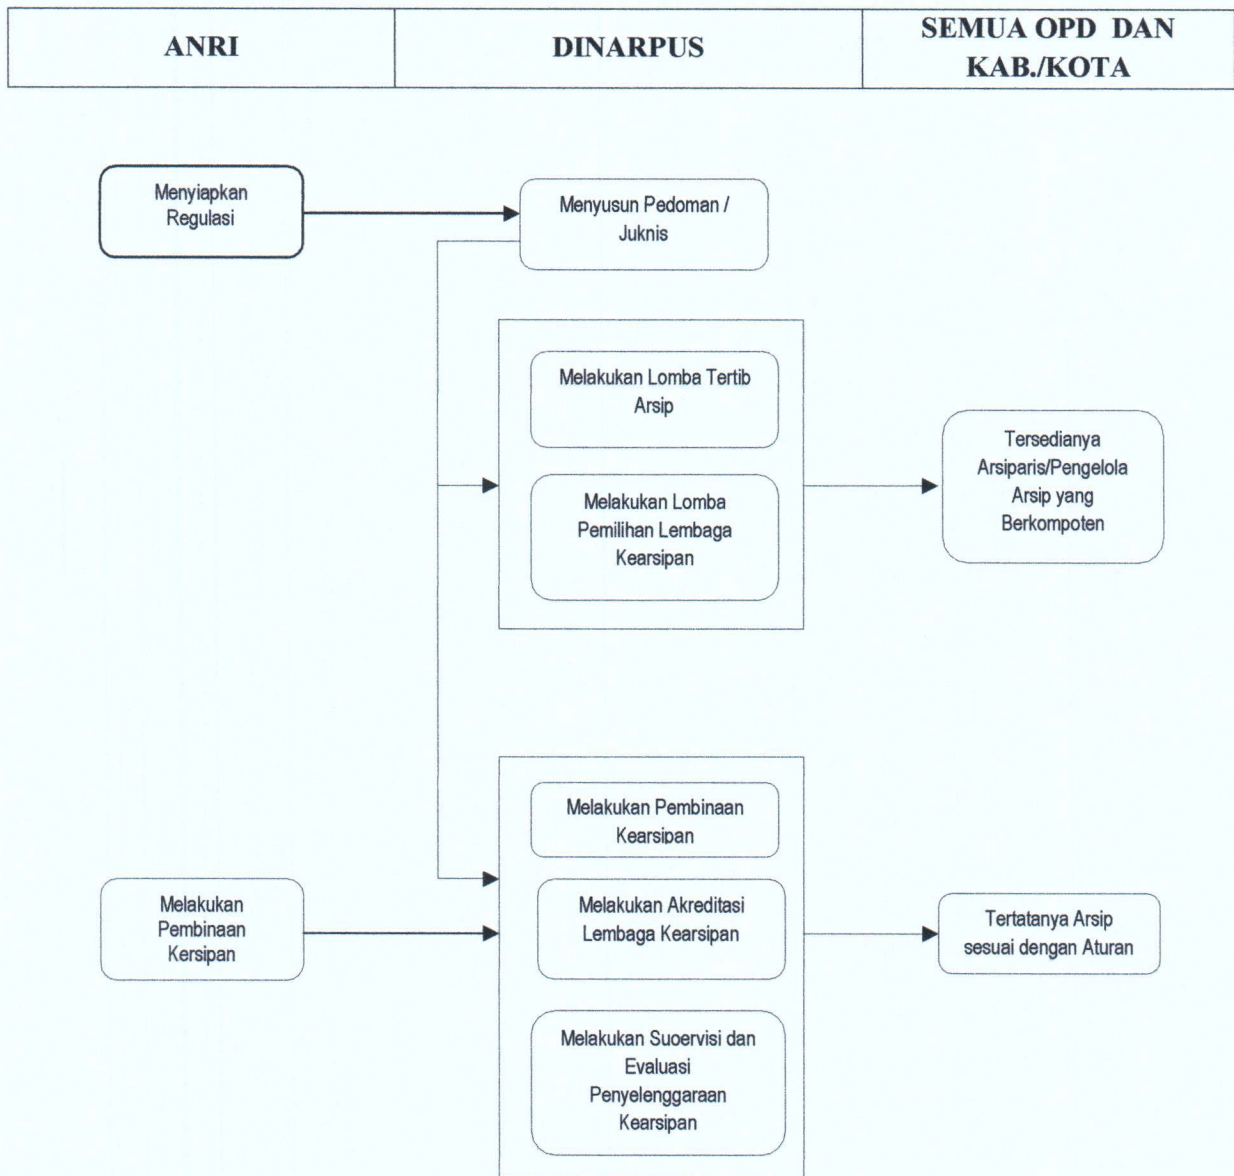 ANRI
DINARPUS
SEMUA OPD DAN
KAB./KOTA
Menyiapkan
Regulasi
Menyusun Pedoman /
Juknis
Melakukan Lomba Tertib
Arsip
Melakukan Lomba
Pemilihan Lembaga
Kearsipan
Tersedianya
Arsiparis/Pengelola
Arsip yang
Berkompoten
Melakukan Pembinaan
Kearsipan
Melakukan
Pembinaan
Kersipan
Melakukan Akreditasi
Lembaga Kearsipan
Tertatanya Arsip
sesuai dengan Aturan
Melakukan Suoervisi dan
Evaluasi
Penyelenggaraan
Kearsipan